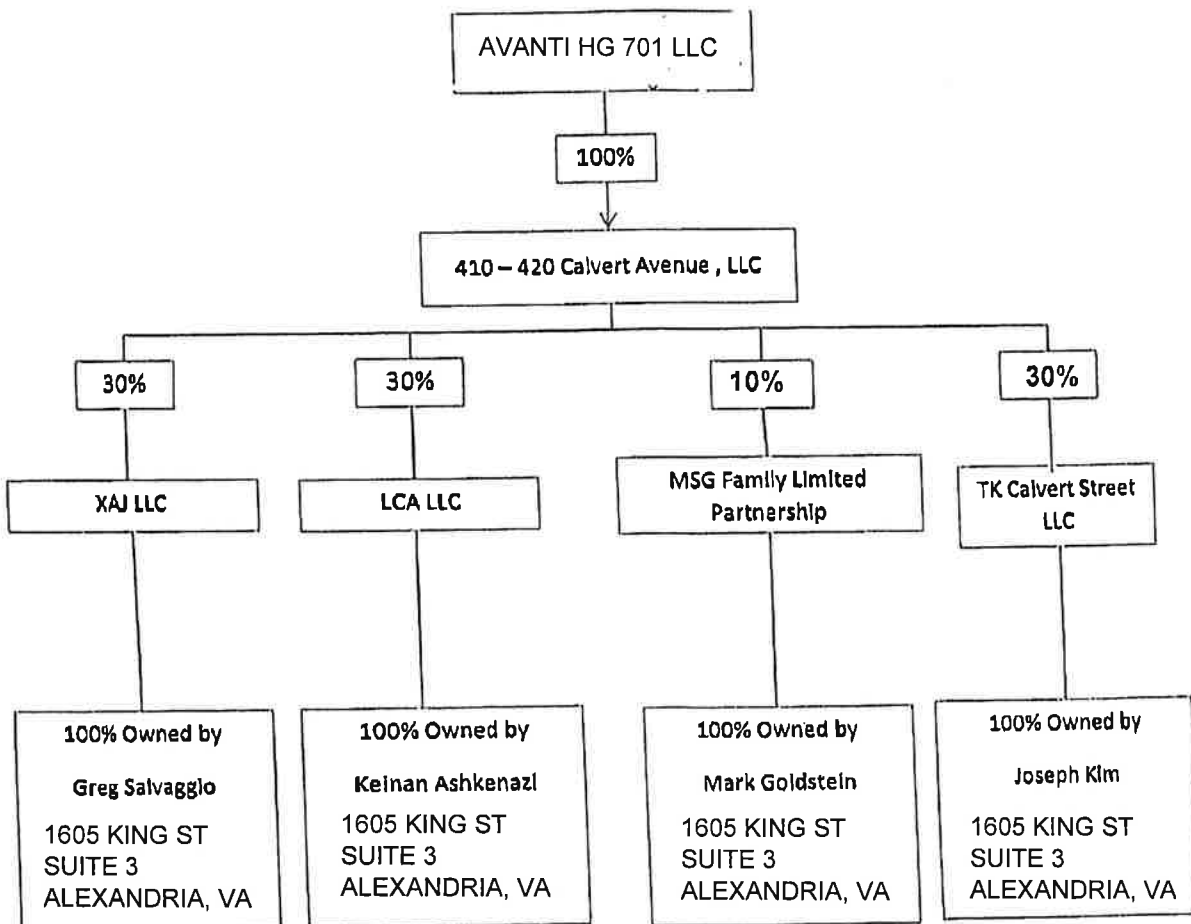 AVANTI HG 701 LLC
100%
410 – 420 Calvert Avenue , LLC
30%
30%
10%
30%
XAJ LLC
LCA LLC
MSG Family Limited
Partnership
TK Calvert Street
LLC
100% Owned by
Greg Salvaggio
1605 KING ST
SUITE 3
ALEXANDRIA, VA
100% Owned by
Keinan Ashkenazi
1605 KING ST
SUITE 3
ALEXANDRIA, VA
100% Owned by
Mark Goldstein
1605 KING ST
SUITE 3
ALEXANDRIA, VA
100% Owned by
Joseph Kim
1605 KING ST
SUITE 3
ALEXANDRIA, VA